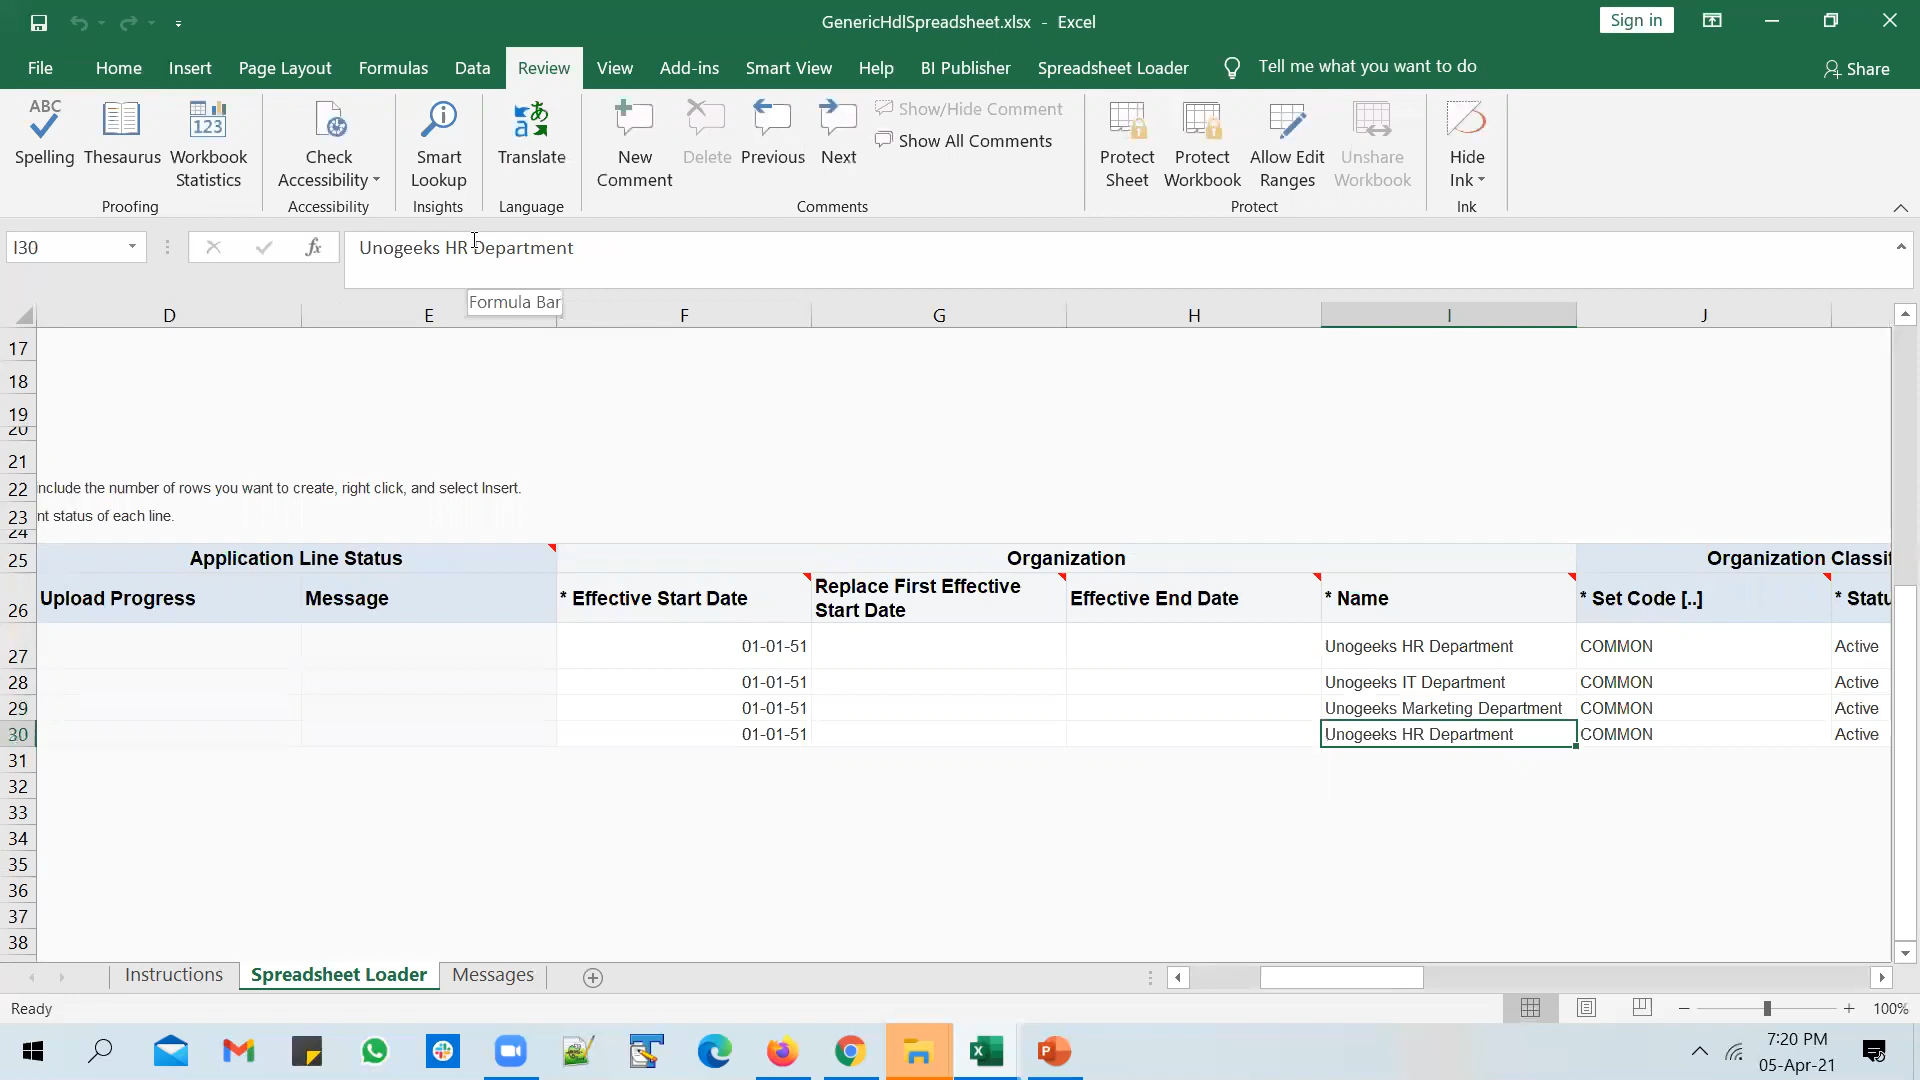 GenericHdlSpreadsheet.xlsx - Excel
Sign in
File Home Insert Page Layout Formulas Data Review View Add-ins Smart View Help BI Publisher Spreadsheet Loader Tell me what you want to do Share
ABC
123
Spelling Thesaurus Workbook Statistics
Check Accessibility
Smart Lookup
Translate
New Comment
Delete Previous Next
Show/Hide Comment
Show All Comments
Protect Sheet
Protect Workbook
Allow Edit Ranges
Unshare Workbook
Hide Ink
Proofing Accessibility Insights Language Comments Protect Ink
I30 fx Unogeeks HR Department
Formula Bar
D E F G H I J
17
18
19
20
21
22 include the number of rows you want to create, right click, and select Insert.
23 nt status of each line.
24
25 Application Line Status Organization Organization Classif
26 Upload Progress Message * Effective Start Date Replace First Effective Start Date Effective End Date * Name * Set Code [..] * Statu
27 01-01-51 Unogeeks HR Department COMMON Active
28 01-01-51 Unogeeks IT Department COMMON Active
29 01-01-51 Unogeeks Marketing Department COMMON Active
30 01-01-51 Unogeeks HR Department COMMON Active
31
32
33
34
35
36
37
38
Instructions Spreadsheet Loader Messages
Ready
100%
7:20 PM
05-Apr-21